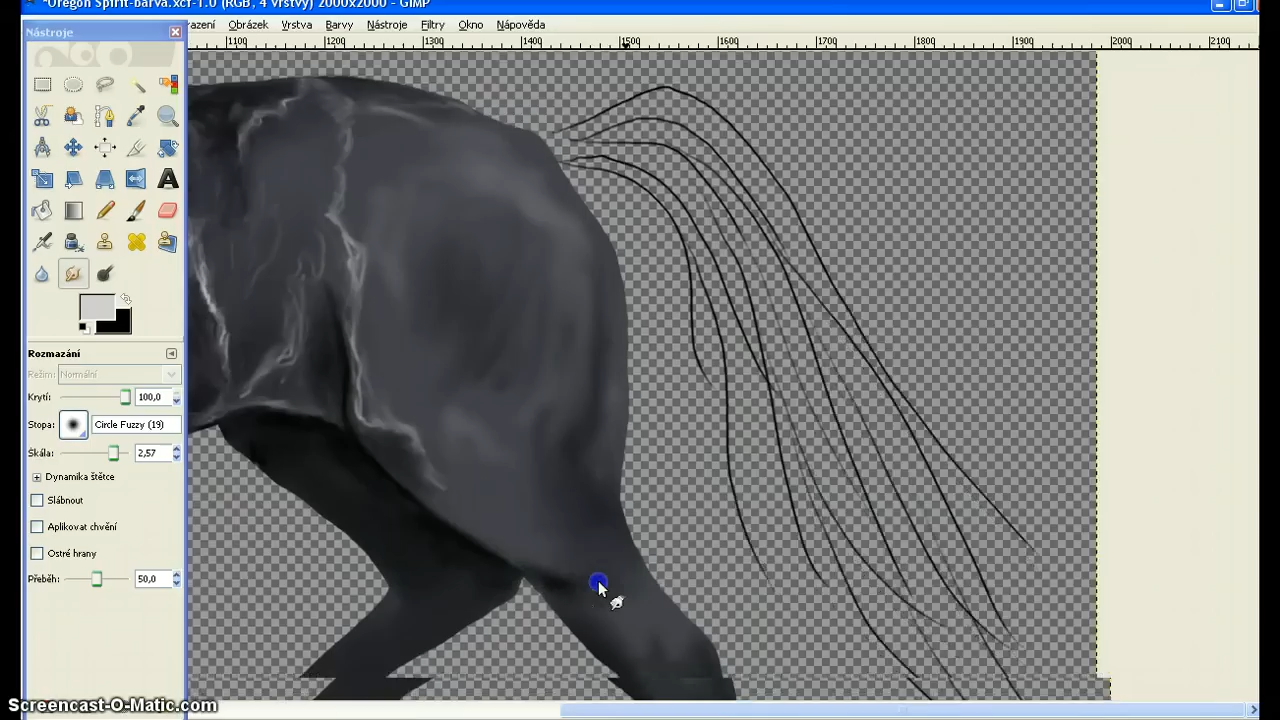 "Oregon Spirit-barva.xcf-1.0 (RGB, 4 vrstvy) 2000x2000 – GIMP
Nástroje
razení Obrázek Vrstva Barvy Nástroje Filtry Okno Nápověda
1100 1200 1300 1400 1500 1600 1700 1800 1900 2000 2100
Rozmazání
Režim: Normální
Krytí: 100,0
Stopa: Circle Fuzzy (19)
Škála: 2,57
Dynamika štětce
Slábnout
Aplikovat chvění
Ostré hrany
Přeběh: 50,0
Screencast-O-Matic.com